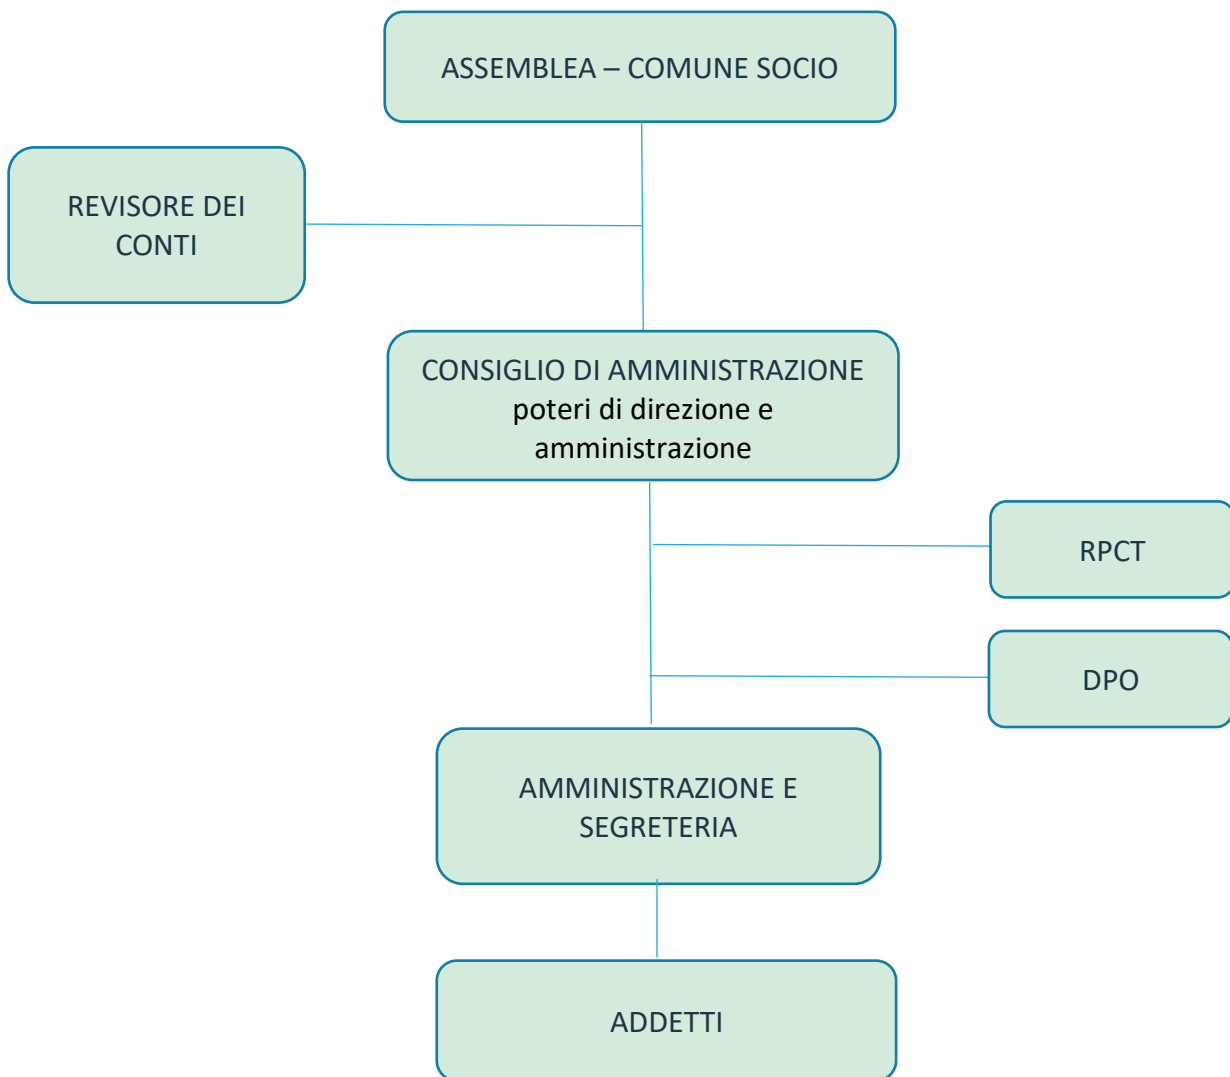 ASSEMBLEA – COMUNE SOCIO
REVISORE DEI
CONTI
CONSIGLIO DI AMMINISTRAZIONE
poteri di direzione e
amministrazione
RPCT
DPO
AMMINISTRAZIONE E
SEGRETERIA
ADDETTI